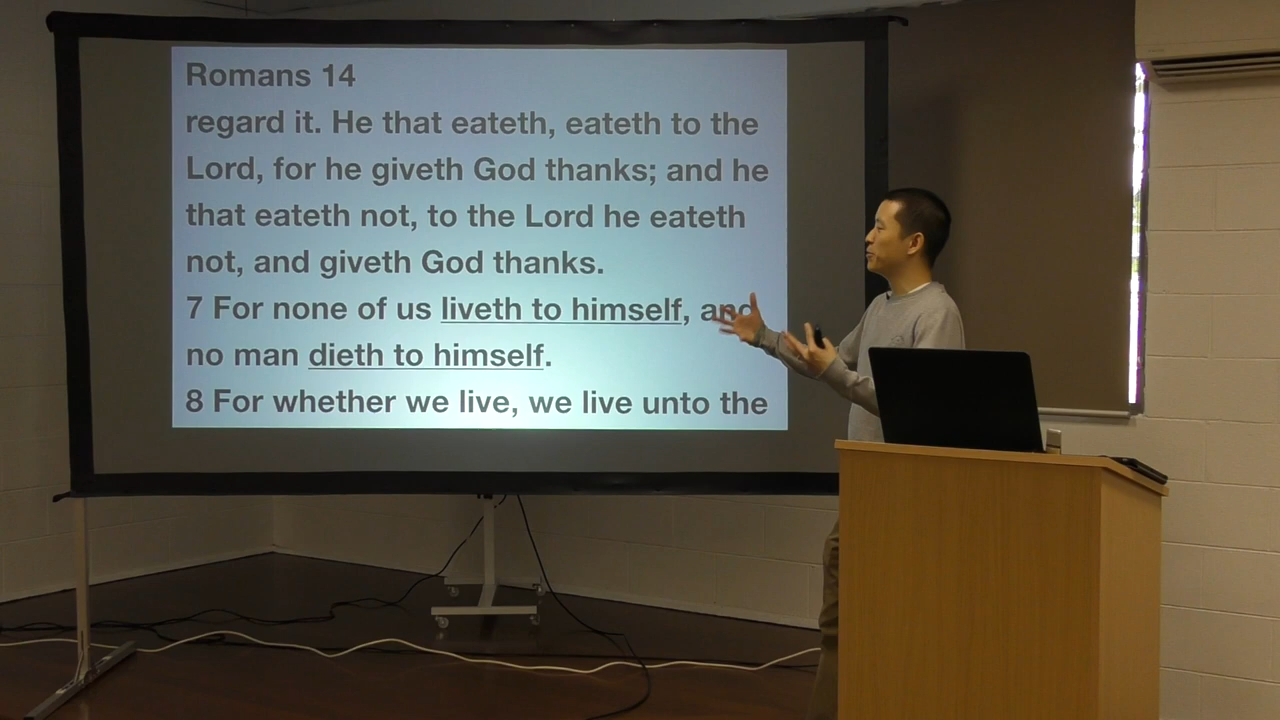 Romans 14
regard it. He that eateth, eateth to the
Lord, for he giveth God thanks; and he
that eateth not, to the Lord he eateth
not, and giveth God thanks.
7 For none of us liveth to himself, and
no man dieth to himself.
8 For whether we live, we live unto the